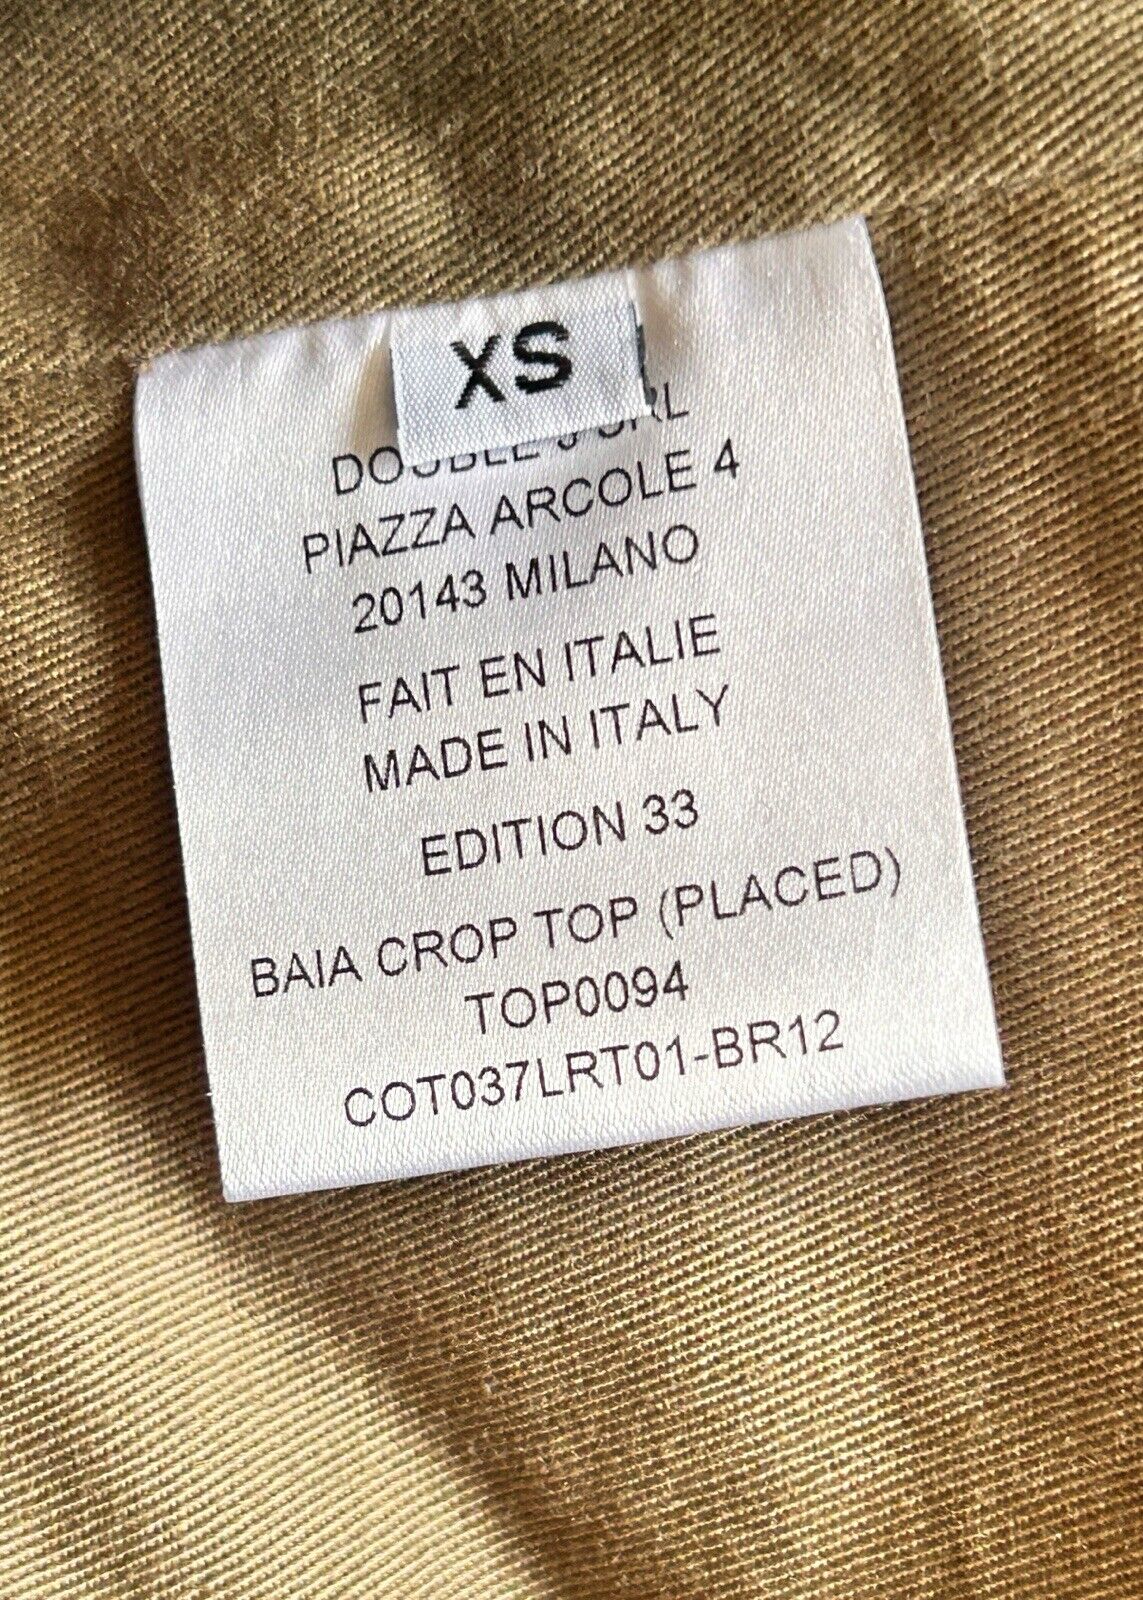 XS
DOUBLE J SRL
PIAZZA ARCOLE 4
20143 MILANO
FAIT EN ITALIE
MADE IN ITALY
EDITION 33
BAIA CROP TOP (PLACED)
TOP0094
COT037LRT01-BR12